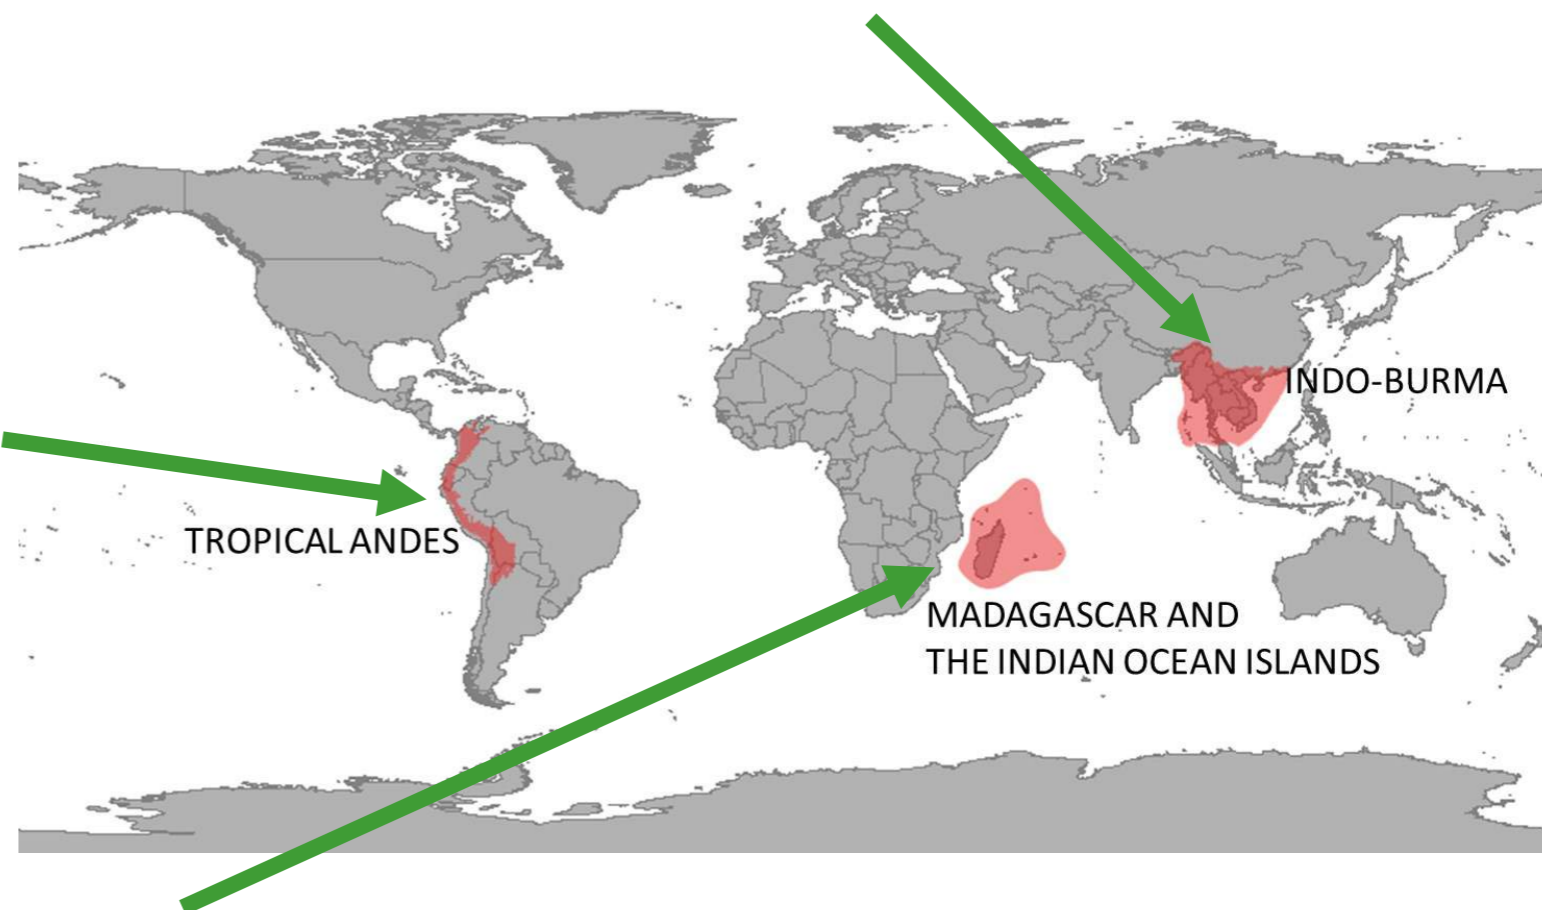 INDO-BURMA
TROPICAL ANDES
MADAGASCAR AND
THE INDIAN OCEAN ISLANDS